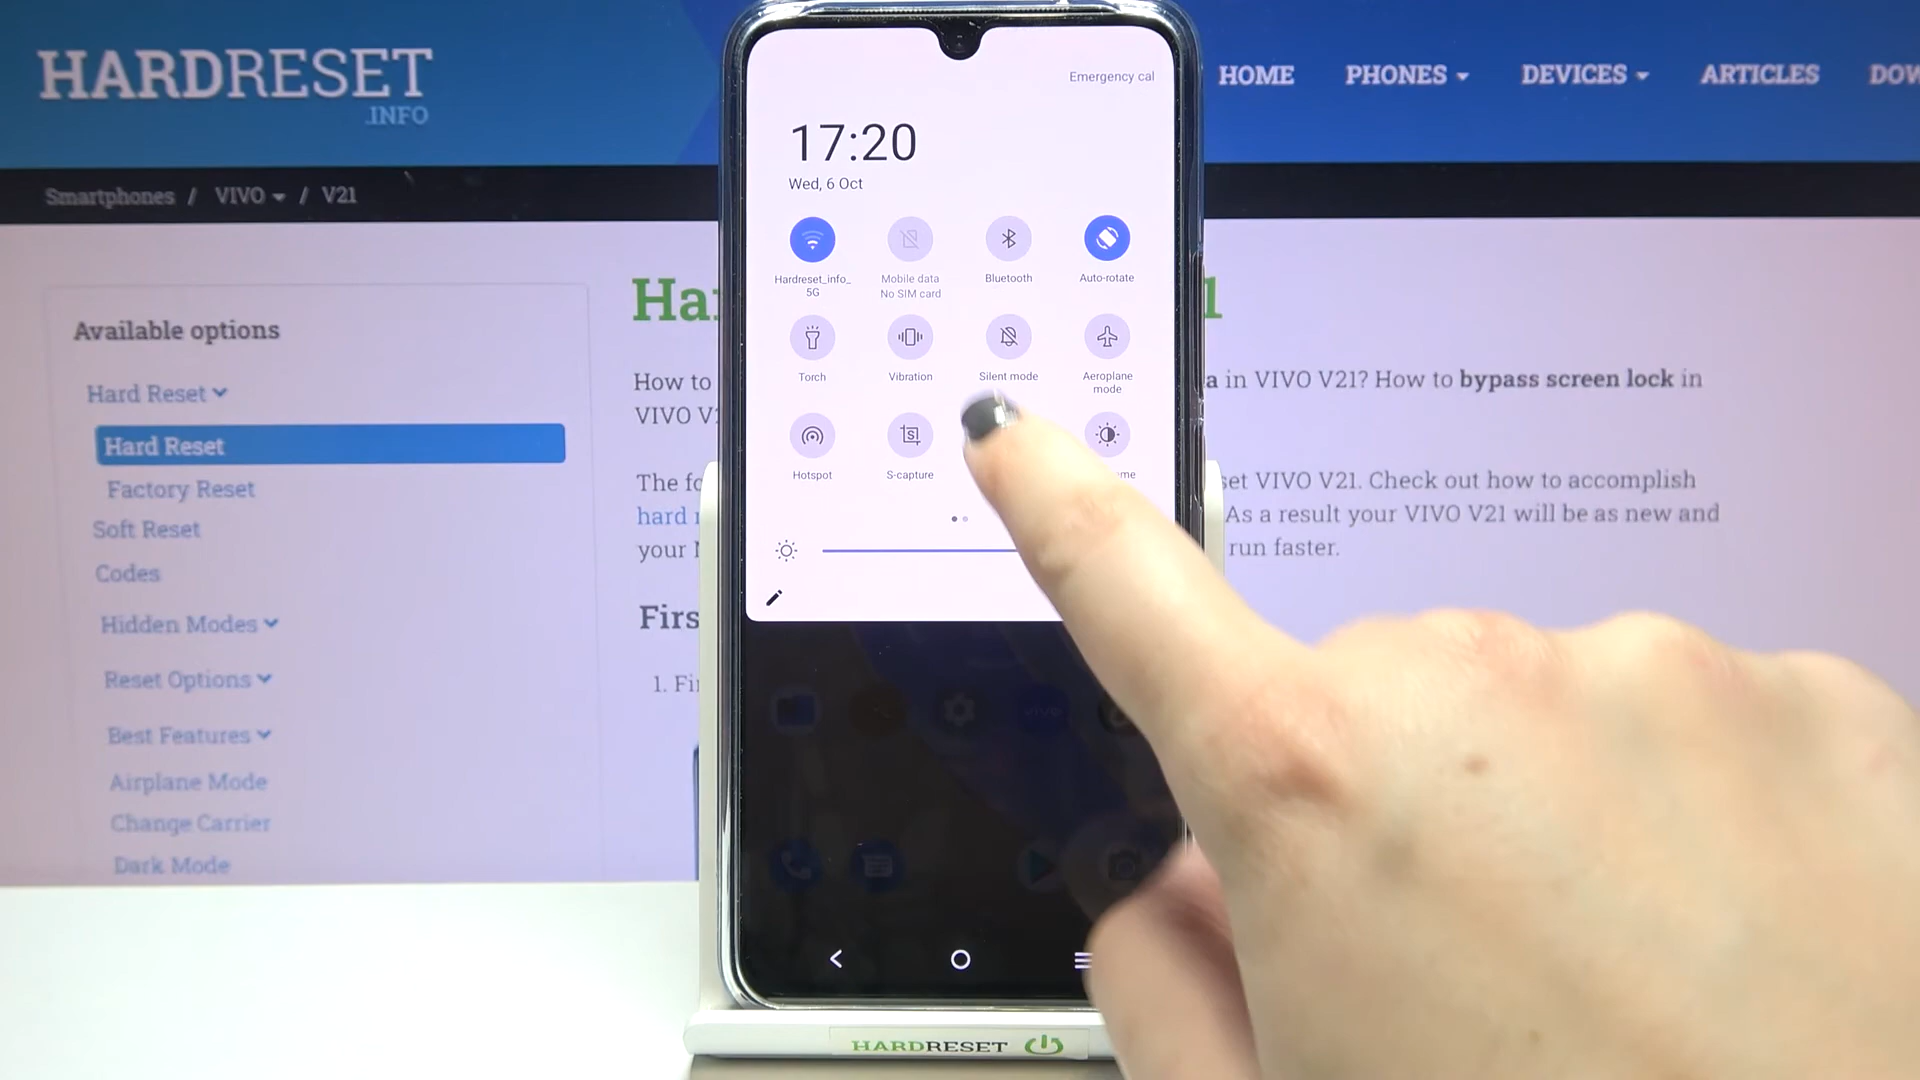 HARDRESET
.INFO
HOME PHONES DEVICES ARTICLES
Smartphones / VIVO / V21
Available options
Hard Reset
Hard Reset
Factory Reset
Soft Reset
Codes
Hidden Modes
Reset Options
Best Features
Airplane Mode
Change Carrier
Dark Mode
How to
in VIVO V21? How to bypass screen lock in
VIVO
The
VIVO V21. Check out how to accomplish
hard
As a result your VIVO V21 will be as new and
your
run faster.
1.
Emergency cal
17:20
Wed, 6 Oct
Hardreset_info_
5G
Mobile data
No SIM card
Bluetooth
Auto-rotate
Torch
Vibration
Silent mode
Aeroplane
mode
Hotspot
S-capture
HARDRESET